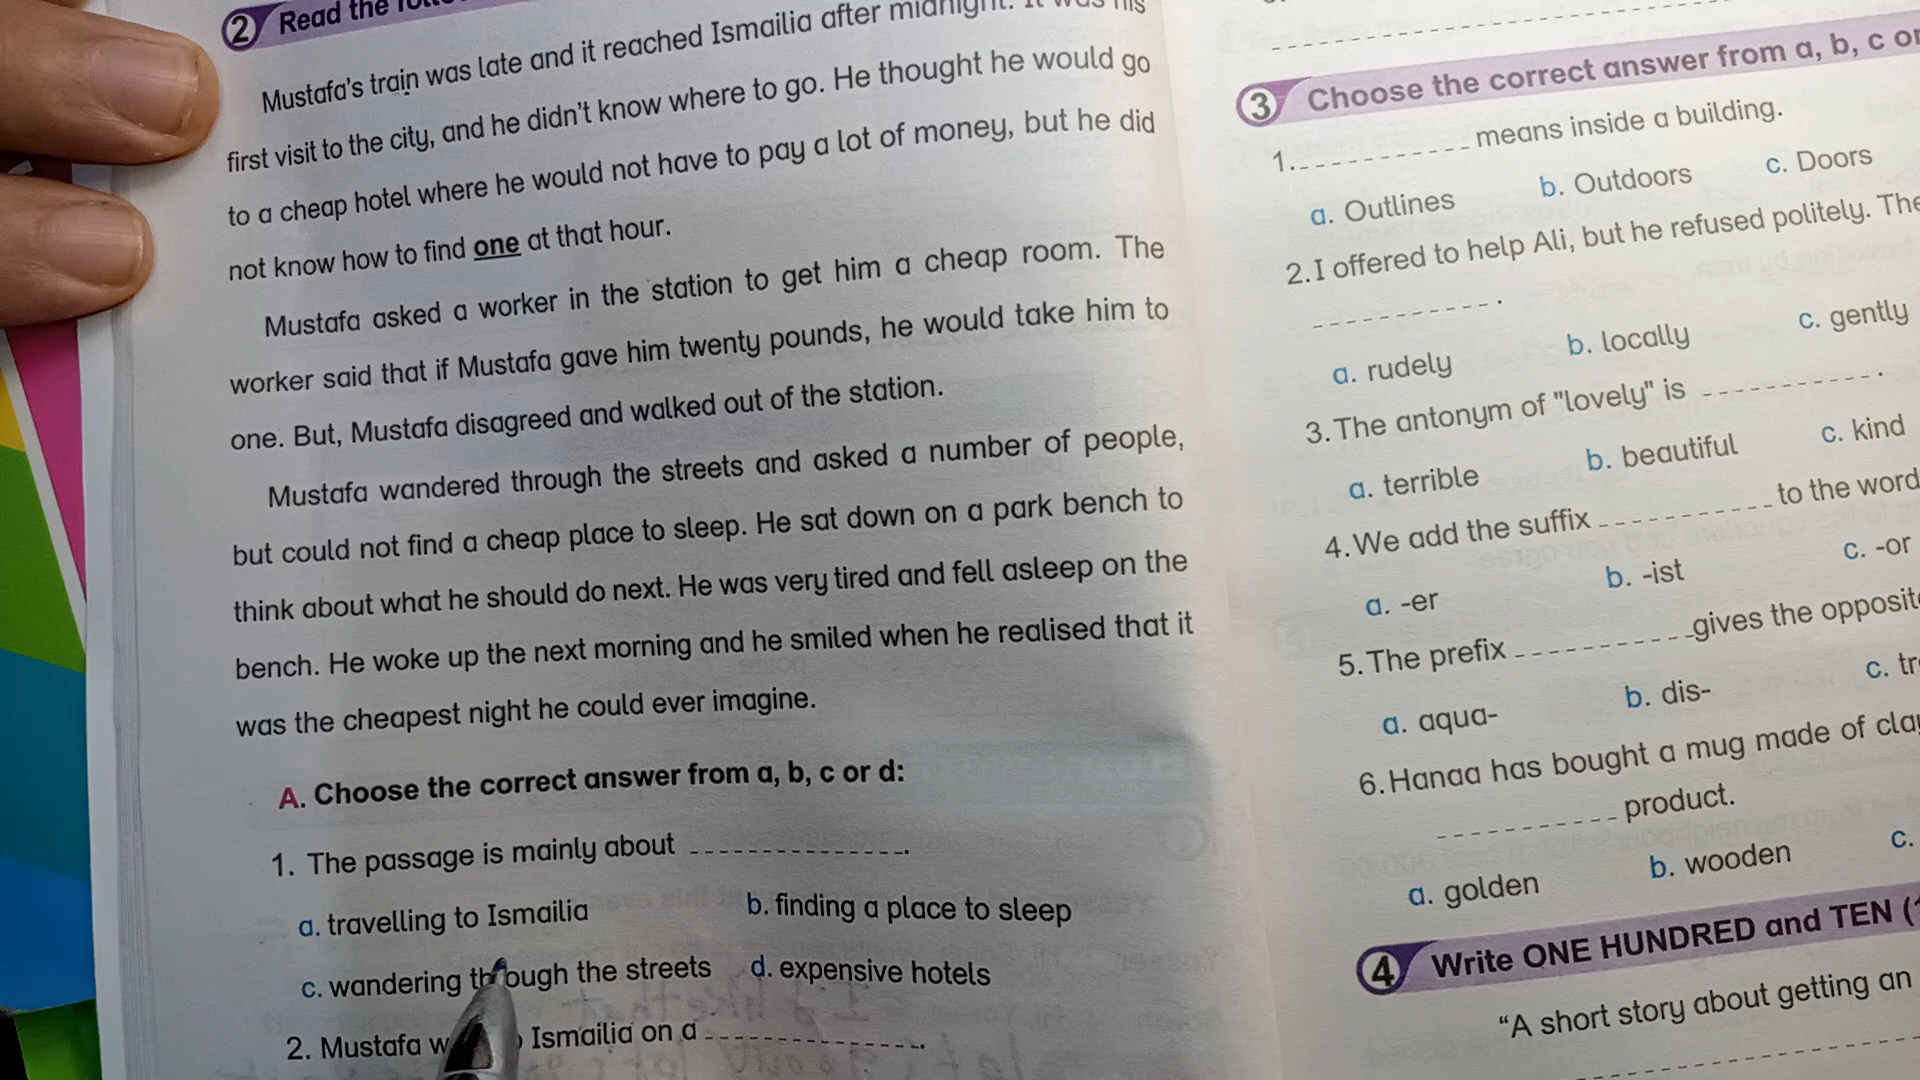 2 Read the
Mustafa's train was late and it reached Ismailia after midnight. It was his
first visit to the city, and he didn't know where to go. He thought he would go
to a cheap hotel where he would not have to pay a lot of money, but he did
not know how to find one at that hour.
Mustafa asked a worker in the station to get him a cheap room. The
worker said that if Mustafa gave him twenty pounds, he would take him to
one. But, Mustafa disagreed and walked out of the station.
Mustafa wandered through the streets and asked a number of people,
but could not find a cheap place to sleep. He sat down on a park bench to
think about what he should do next. He was very tired and fell asleep on the
bench. He woke up the next morning and he smiled when he realised that it
was the cheapest night he could ever imagine.
A. Choose the correct answer from a, b, c or d:
1. The passage is mainly about ----------------.
a. travelling to Ismailia b. finding a place to sleep
c. wandering through the streets d. expensive hotels
2. Mustafa Ismailia on a ----------------.
3 Choose the correct answer from a, b, c or
1. ------------ means inside a building.
a. Outlines b. Outdoors c. Doors
2. I offered to help Ali, but he refused politely. The
------------ .
a. rudely b. locally c. gently
3. The antonym of "lovely" is ------------ .
a. terrible b. beautiful c. kind
4. We add the suffix ------------ to the word
a. -er b. -ist c. -or
5. The prefix ------------ gives the opposite
a. aqua- b. dis- c.
6. Hanaa has bought a mug made of clay
------------ product.
a. golden b. wooden c.
4 Write ONE HUNDRED and TEN
"A short story about getting an